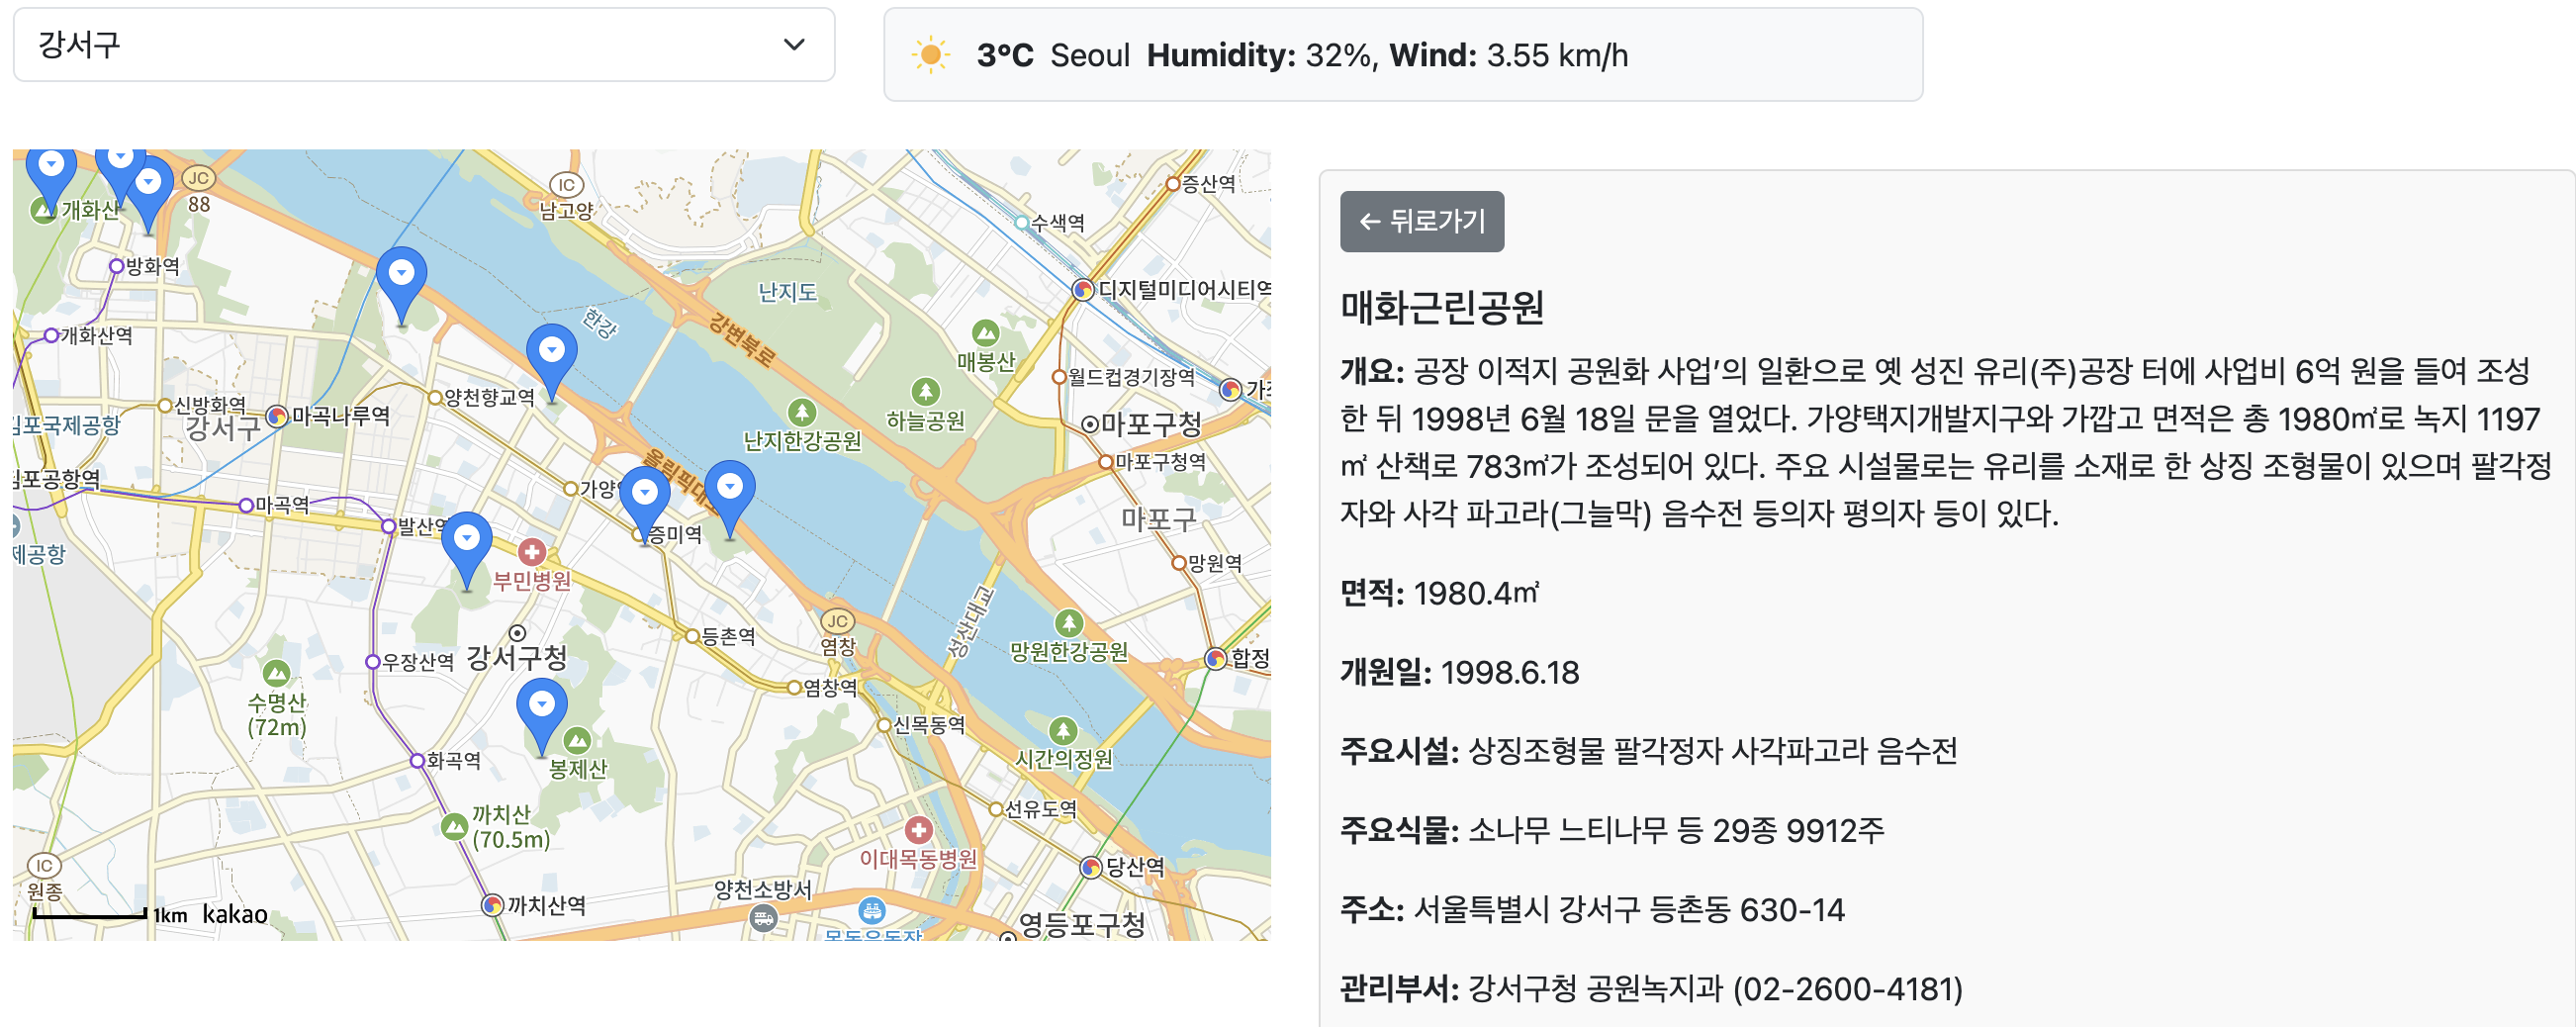 강서구
3°C Seoul Humidity: 32%, Wind: 3.55 km/h
개화산
JC
88
IC
남고양
증산역
수색역
방화역
난지도
한강
강변북로
디지털미디어시티역
개화산역
매봉산
월드컵경기장역
양천향교역
신방화역
마곡나루역
강서구
하늘공원
마포구청
난지한강공원
마포구청역
올림픽대로
마곡역
발산역
증미역
마포구
부민병원
망원역
성산대교
JC
염창
등촌역
망원한강공원
강서구청
우장산역
합정
수명산
(72m)
염창역
신목동역
시간의정원
화곡역
봉제산
까치산
(70.5m)
선유도역
이대목동병원
당산역
IC
원종
양천소방서
까치산역
1km kakao
영등포구청
← 뒤로가기
매화근린공원
개요: 공장 이적지 공원화 사업’의 일환으로 옛 성진 유리(주)공장 터에 사업비 6억 원을 들여 조성
한 뒤 1998년 6월 18일 문을 열었다. 가양택지개발지구와 가깝고 면적은 총 1980㎡로 녹지 1197
㎡ 산책로 783㎡가 조성되어 있다. 주요 시설물로는 유리를 소재로 한 상징 조형물이 있으며 팔각정
자와 사각 파고라(그늘막) 음수전 등의자 평의자 등이 있다.
면적: 1980.4㎡
개원일: 1998.6.18
주요시설: 상징조형물 팔각정자 사각파고라 음수전
주요식물: 소나무 느티나무 등 29종 9912주
주소: 서울특별시 강서구 등촌동 630-14
관리부서: 강서구청 공원녹지과 (02-2600-4181)